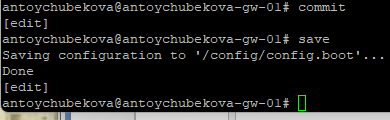 antoychubekova@antoychubekova-gw-01# commit
[edit]
antoychubekova@antoychubekova-gw-01# save
Saving configuration to '/config/config.boot'...
Done
[edit]
antoychubekova@antoychubekova-gw-01#